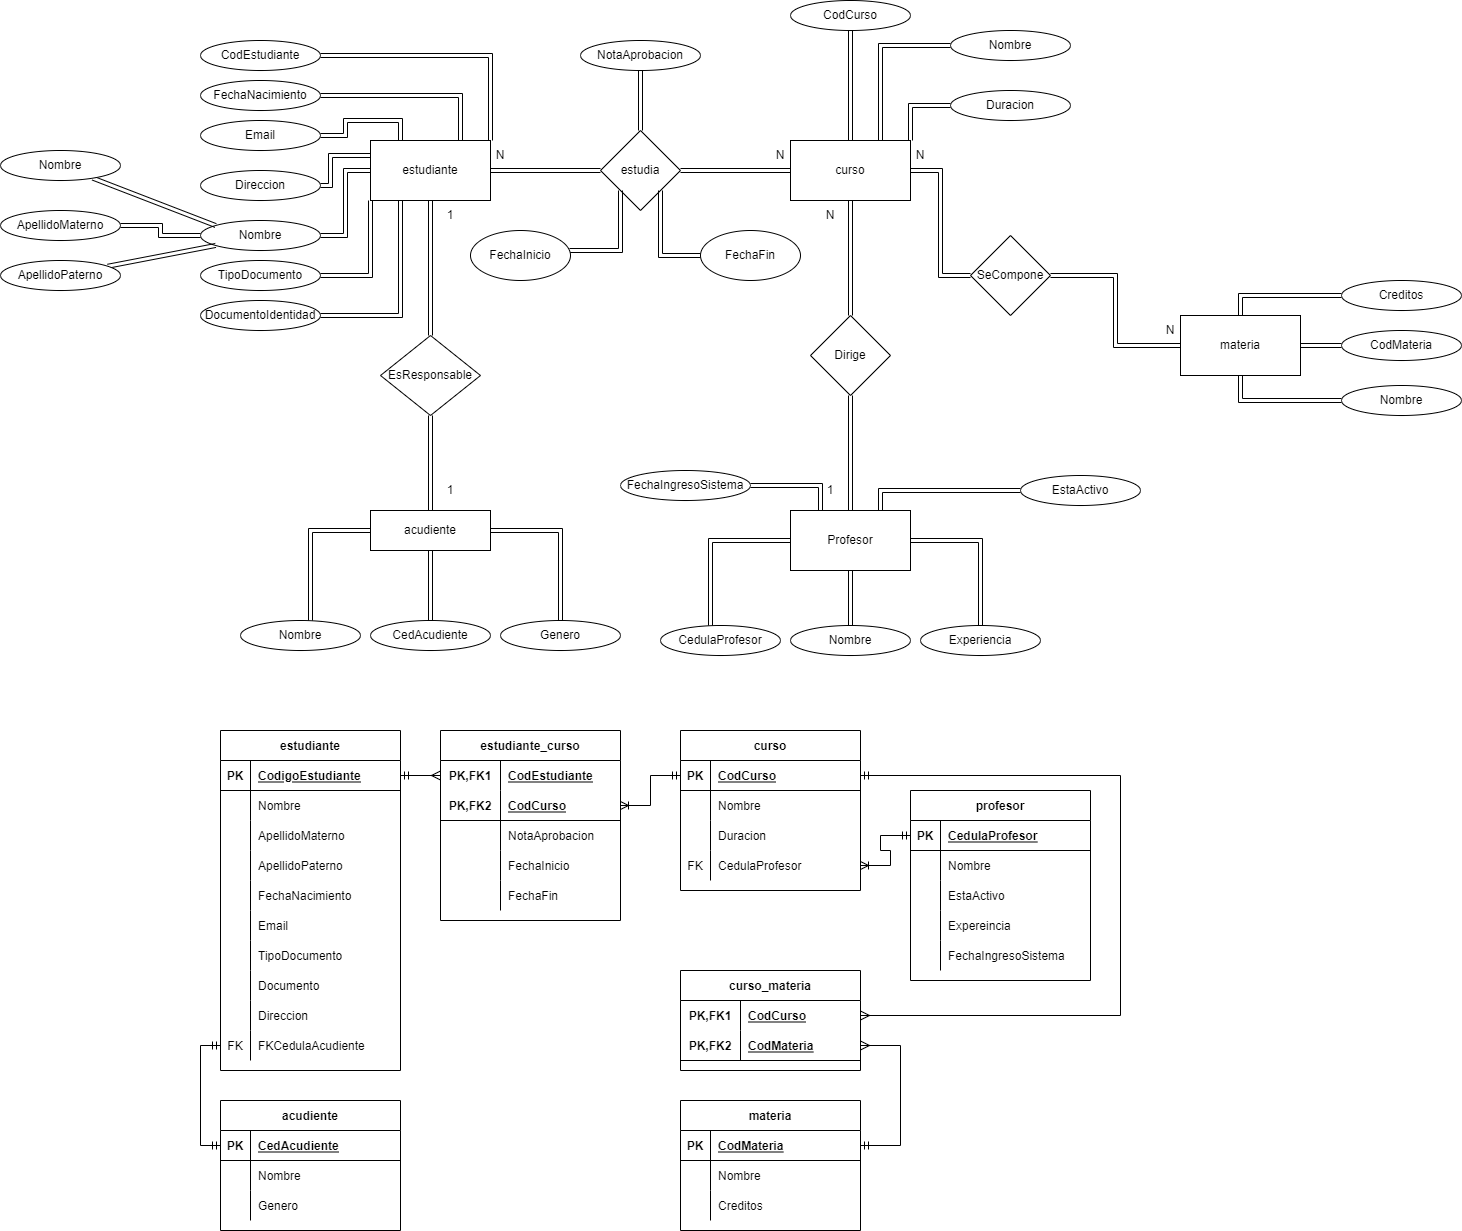 CodCurso
CodEstudiante
NotaAprobacion
Nombre
FechaNacimiento
Duracion
Email
Nombre
estudiante
N
estudia
N
curso
N
Direccion
ApellidoMaterno
Nombre
1
N
FechaInicio
FechaFin
ApellidoPaterno
TipoDocumento
SeCompone
DocumentoIdentidad
Creditos
N
materia
CodMateria
EsResponsable
Dirige
Nombre
1
FechaIngresoSistema
1
EstaActivo
acudiente
Profesor
Nombre
CedAcudiente
Genero
CedulaProfesor
Nombre
Experiencia
estudiante
PK CodigoEstudiante
Nombre
ApellidoMaterno
ApellidoPaterno
FechaNacimiento
Email
TipoDocumento
Documento
Direccion
FK FKCedulaAcudiente
estudiante_curso
PK,FK1 CodEstudiante
PK,FK2 CodCurso
NotaAprobacion
FechaInicio
FechaFin
curso
PK CodCurso
Nombre
Duracion
FK CedulaProfesor
profesor
PK CedulaProfesor
Nombre
EstaActivo
Expereincia
FechaIngresoSistema
curso_materia
PK,FK1 CodCurso
PK,FK2 CodMateria
acudiente
PK CedAcudiente
Nombre
Genero
materia
PK CodMateria
Nombre
Creditos